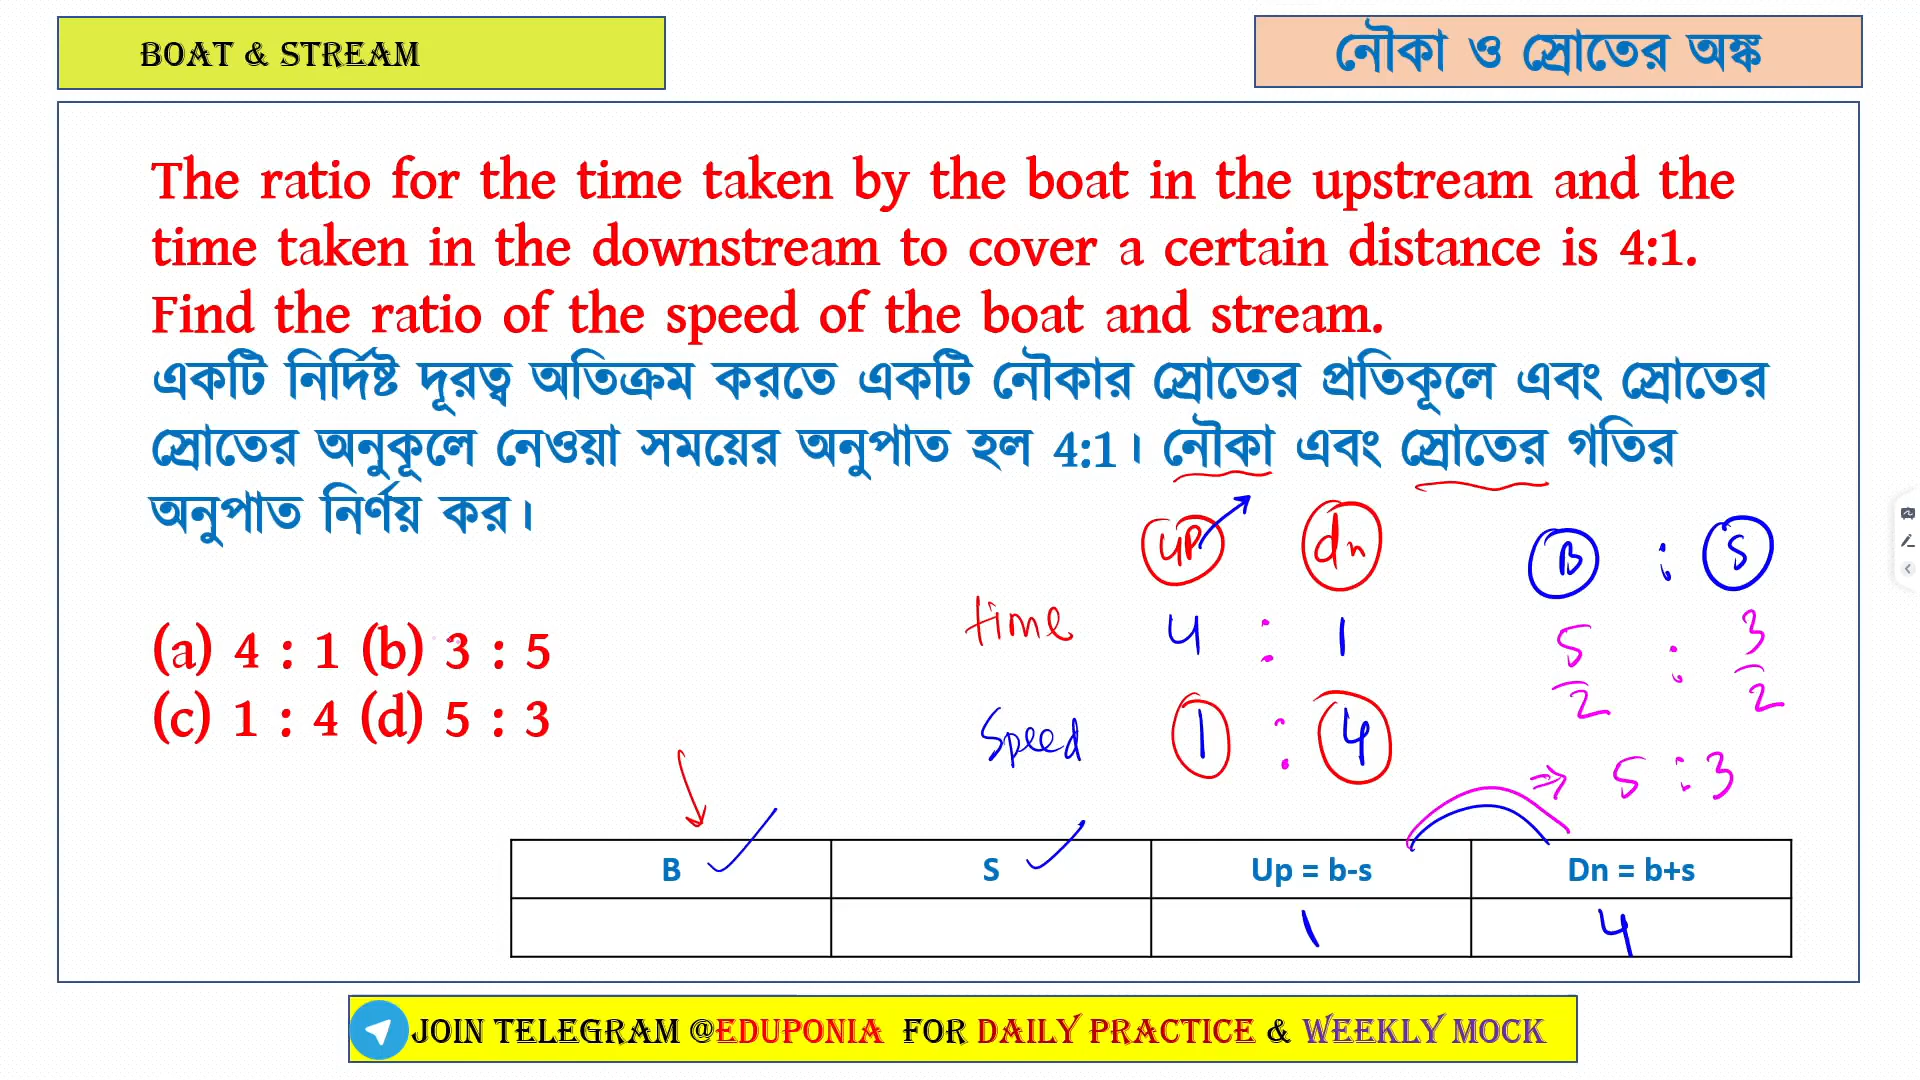 BOAT & STREAM
নৌকা ও স্রোতের অঙ্ক
The ratio for the time taken by the boat in the upstream and the
time taken in the downstream to cover a certain distance is 4:1.
Find the ratio of the speed of the boat and stream.
একটি নির্দিষ্ট দূরত্ব অতিক্রম করতে একটি নৌকার স্রোতের প্রতিকূলে এবং স্রোতের
স্রোতের অনুকূলে নেওয়া সময়ের অনুপাত হল 4:1। নৌকা এবং স্রোতের গতির
অনুপাত নির্ণয় কর।
UP dn B : S
(a) 4 : 1 (b) 3 : 5
time 4 : 1 5/2 : 3/2
(c) 1 : 4 (d) 5 : 3
Speed 1 : 4
⇒ 5 : 3
B S Up = b-s Dn = b+s
1 4
JOIN TELEGRAM @EDUPONIA FOR DAILY PRACTICE & WEEKLY MOCK